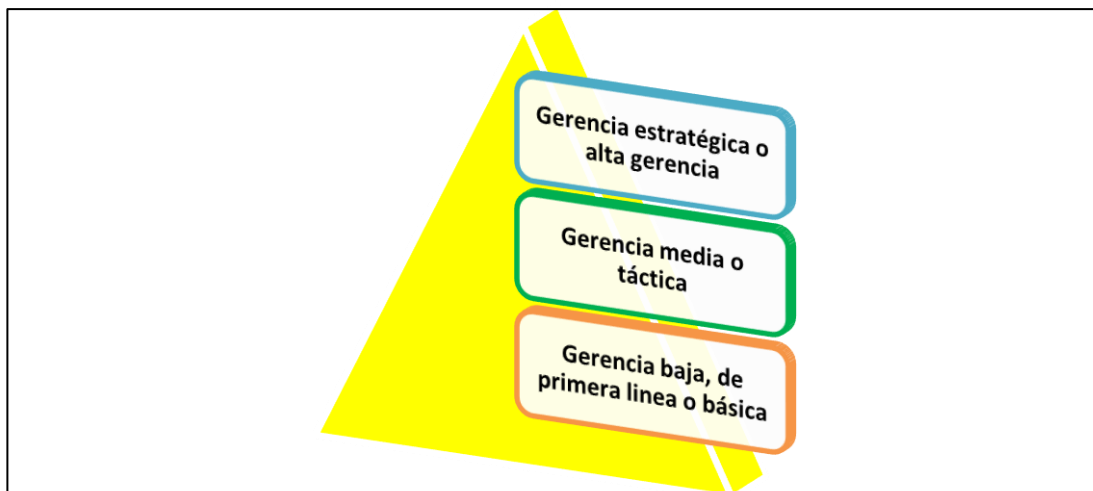 Gerencia estratégica o
alta gerencia
Gerencia media o
táctica
Gerencia baja, de
primera linea o básica